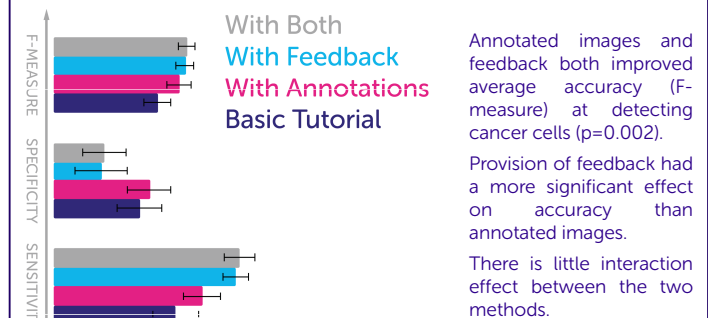 F-MEASURE
SPECIFICITY
With Both
With Feedback
With Annotations
Basic Tutorial
Annotated images and
feedback both improved
average accuracy (F-
measure) at detecting
cancer cells (p=0.002).
Provision of feedback had
a more significant effect
on accuracy than
annotated images.
There is little interaction
effect between the two
methods.